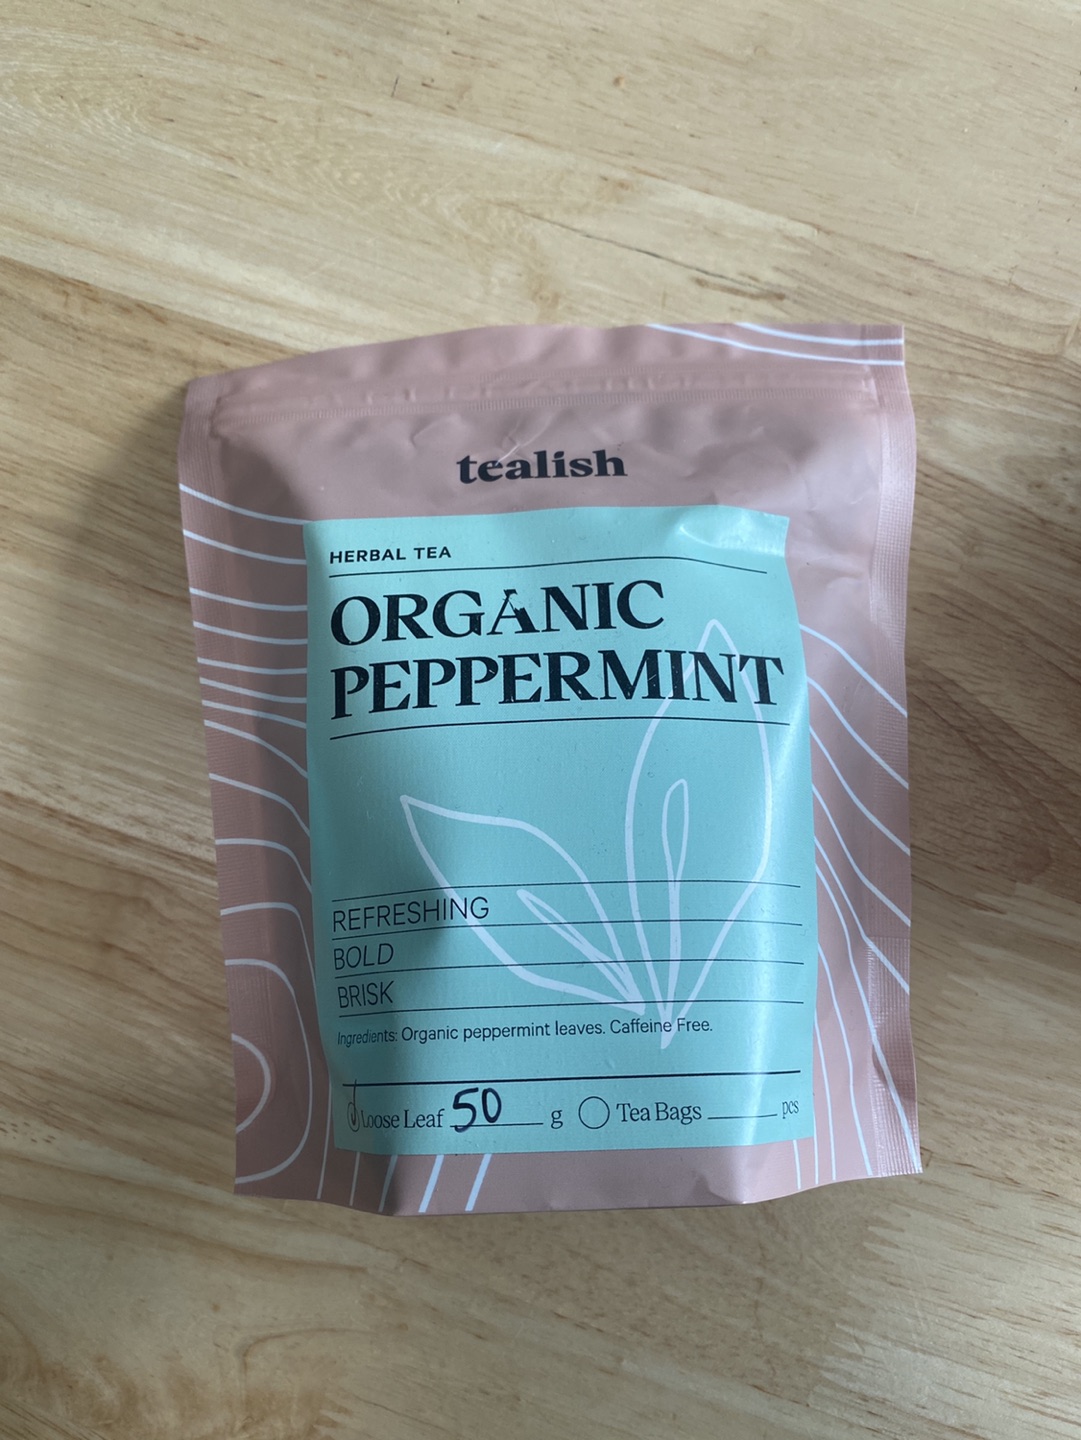 tealish
HERBAL TEA
ORGANIC
PEPPERMINT
REFRESHING
BOLD
BRISK
Ingredients: Organic peppermint leaves. Caffeine Free.
Loose Leaf 50 g Tea Bags pcs